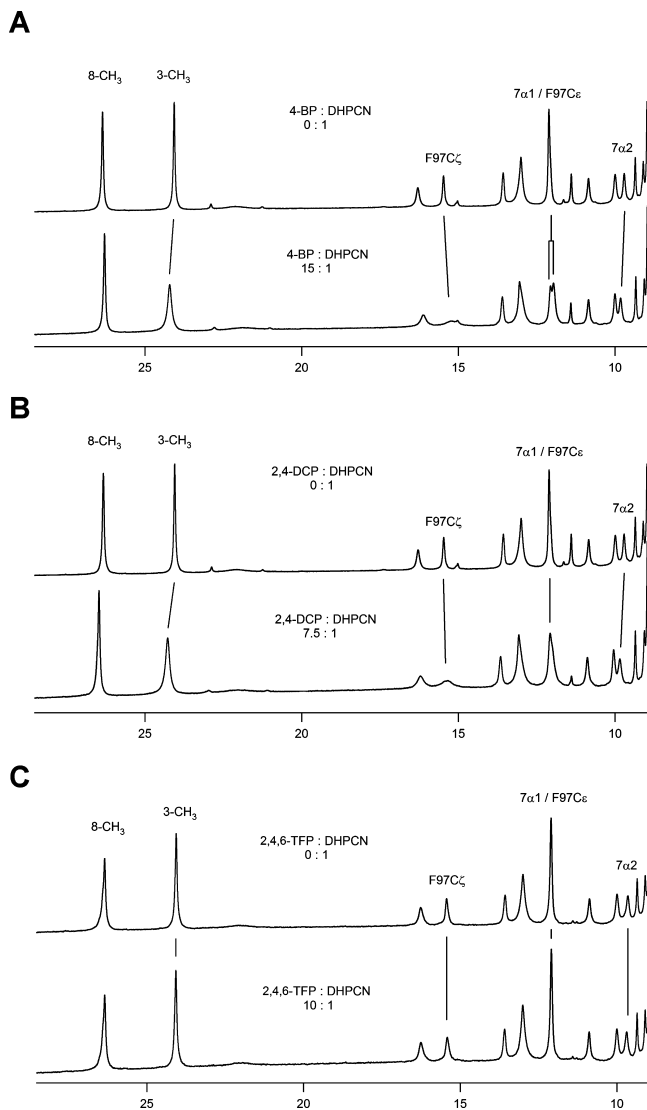 A
8-CH₃
3-CH₃
4-BP : DHPCN
0 : 1
F97Cζ
7α1 / F97Cε
7α2
4-BP : DHPCN
15 : 1
25
20
15
10
B
8-CH₃
3-CH₃
2,4-DCP : DHPCN
0 : 1
F97Cζ
7α1 / F97Cε
7α2
2,4-DCP : DHPCN
7.5 : 1
25
20
15
10
C
8-CH₃
3-CH₃
2,4,6-TFP : DHPCN
0 : 1
F97Cζ
7α1 / F97Cε
7α2
2,4,6-TFP : DHPCN
10 : 1
25
20
15
10